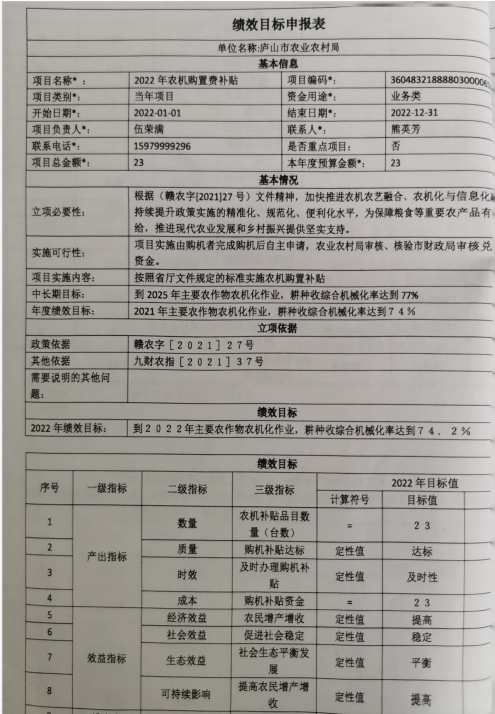 绩效目标申报表
单位名称:庐山市农业农村局
基本信息
项目名称*： 2022年农机购置费补贴 项目编码*： 36048321888803000006
项目类别*： 当年项目 资金用途*： 业务类
开始日期*： 2022-01-01 结束日期*： 2022-12-31
项目负责人*： 伍荣满 联系人*： 熊英芳
联系电话*： 15979999296 是否重点项目： 否
项目总金额*： 23 本年度预算金额*： 23
基本情况
立项必要性： 根据（赣农字[2021]27号）文件精神，加快推进农机农艺融合、农机化与信息化
持续提升政策实施的精准化、规范化、便利化水平，为保障粮食等重要农产品有
给，推进现代农业发展和乡村振兴提供坚实支持。
实施可行性： 项目实施由购机者完成购机后自主申请，农业农村局审核、核验市财政局审核兑
资金。
项目实施内容： 按照省厅文件规定的标准实施农机购置补贴
中长期目标： 到2025年主要农作物农机化作业，耕种收综合机械化率达到77%
年度绩效目标： 2021年主要农作物农机化作业，耕种收综合机械化率达到７４％
立项依据
政策依据 赣农字［２０２１］２７号
其他依据 九财农指［２０２１］３７号
需要说明的其他问
题：
绩效目标
2022年绩效目标： 到２０２２年主要农作物农机化作业，耕种收综合机械化率达到７４．２％
绩效目标
序号 一级指标 二级指标 三级指标 2022年目标值
计算符号 目标值
1 产出指标 数量 农机补贴品目数
量（台数） = 23
2 质量 购机补贴达标 定性值 达标
3 时效 及时办理购机补
贴 定性值 及时性
4 成本 购机补贴资金 = 23
5 效益指标 经济效益 农民增产增收 定性值 提高
6 社会效益 促进社会稳定 定性值 稳定
7 生态效益 社会生态平衡发
展 定性值 平衡
8 可持续影响 提高农民增产增
收 定性值 提高